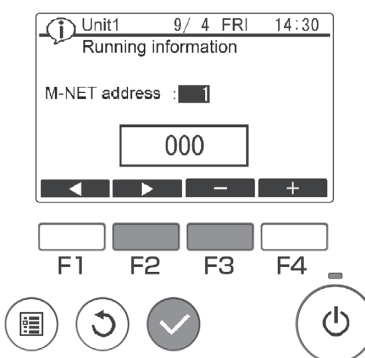 Unit1 9/ 4 FRI 14:30
Running information
M-NET address : 1
000
− +
F1 F2 F3 F4